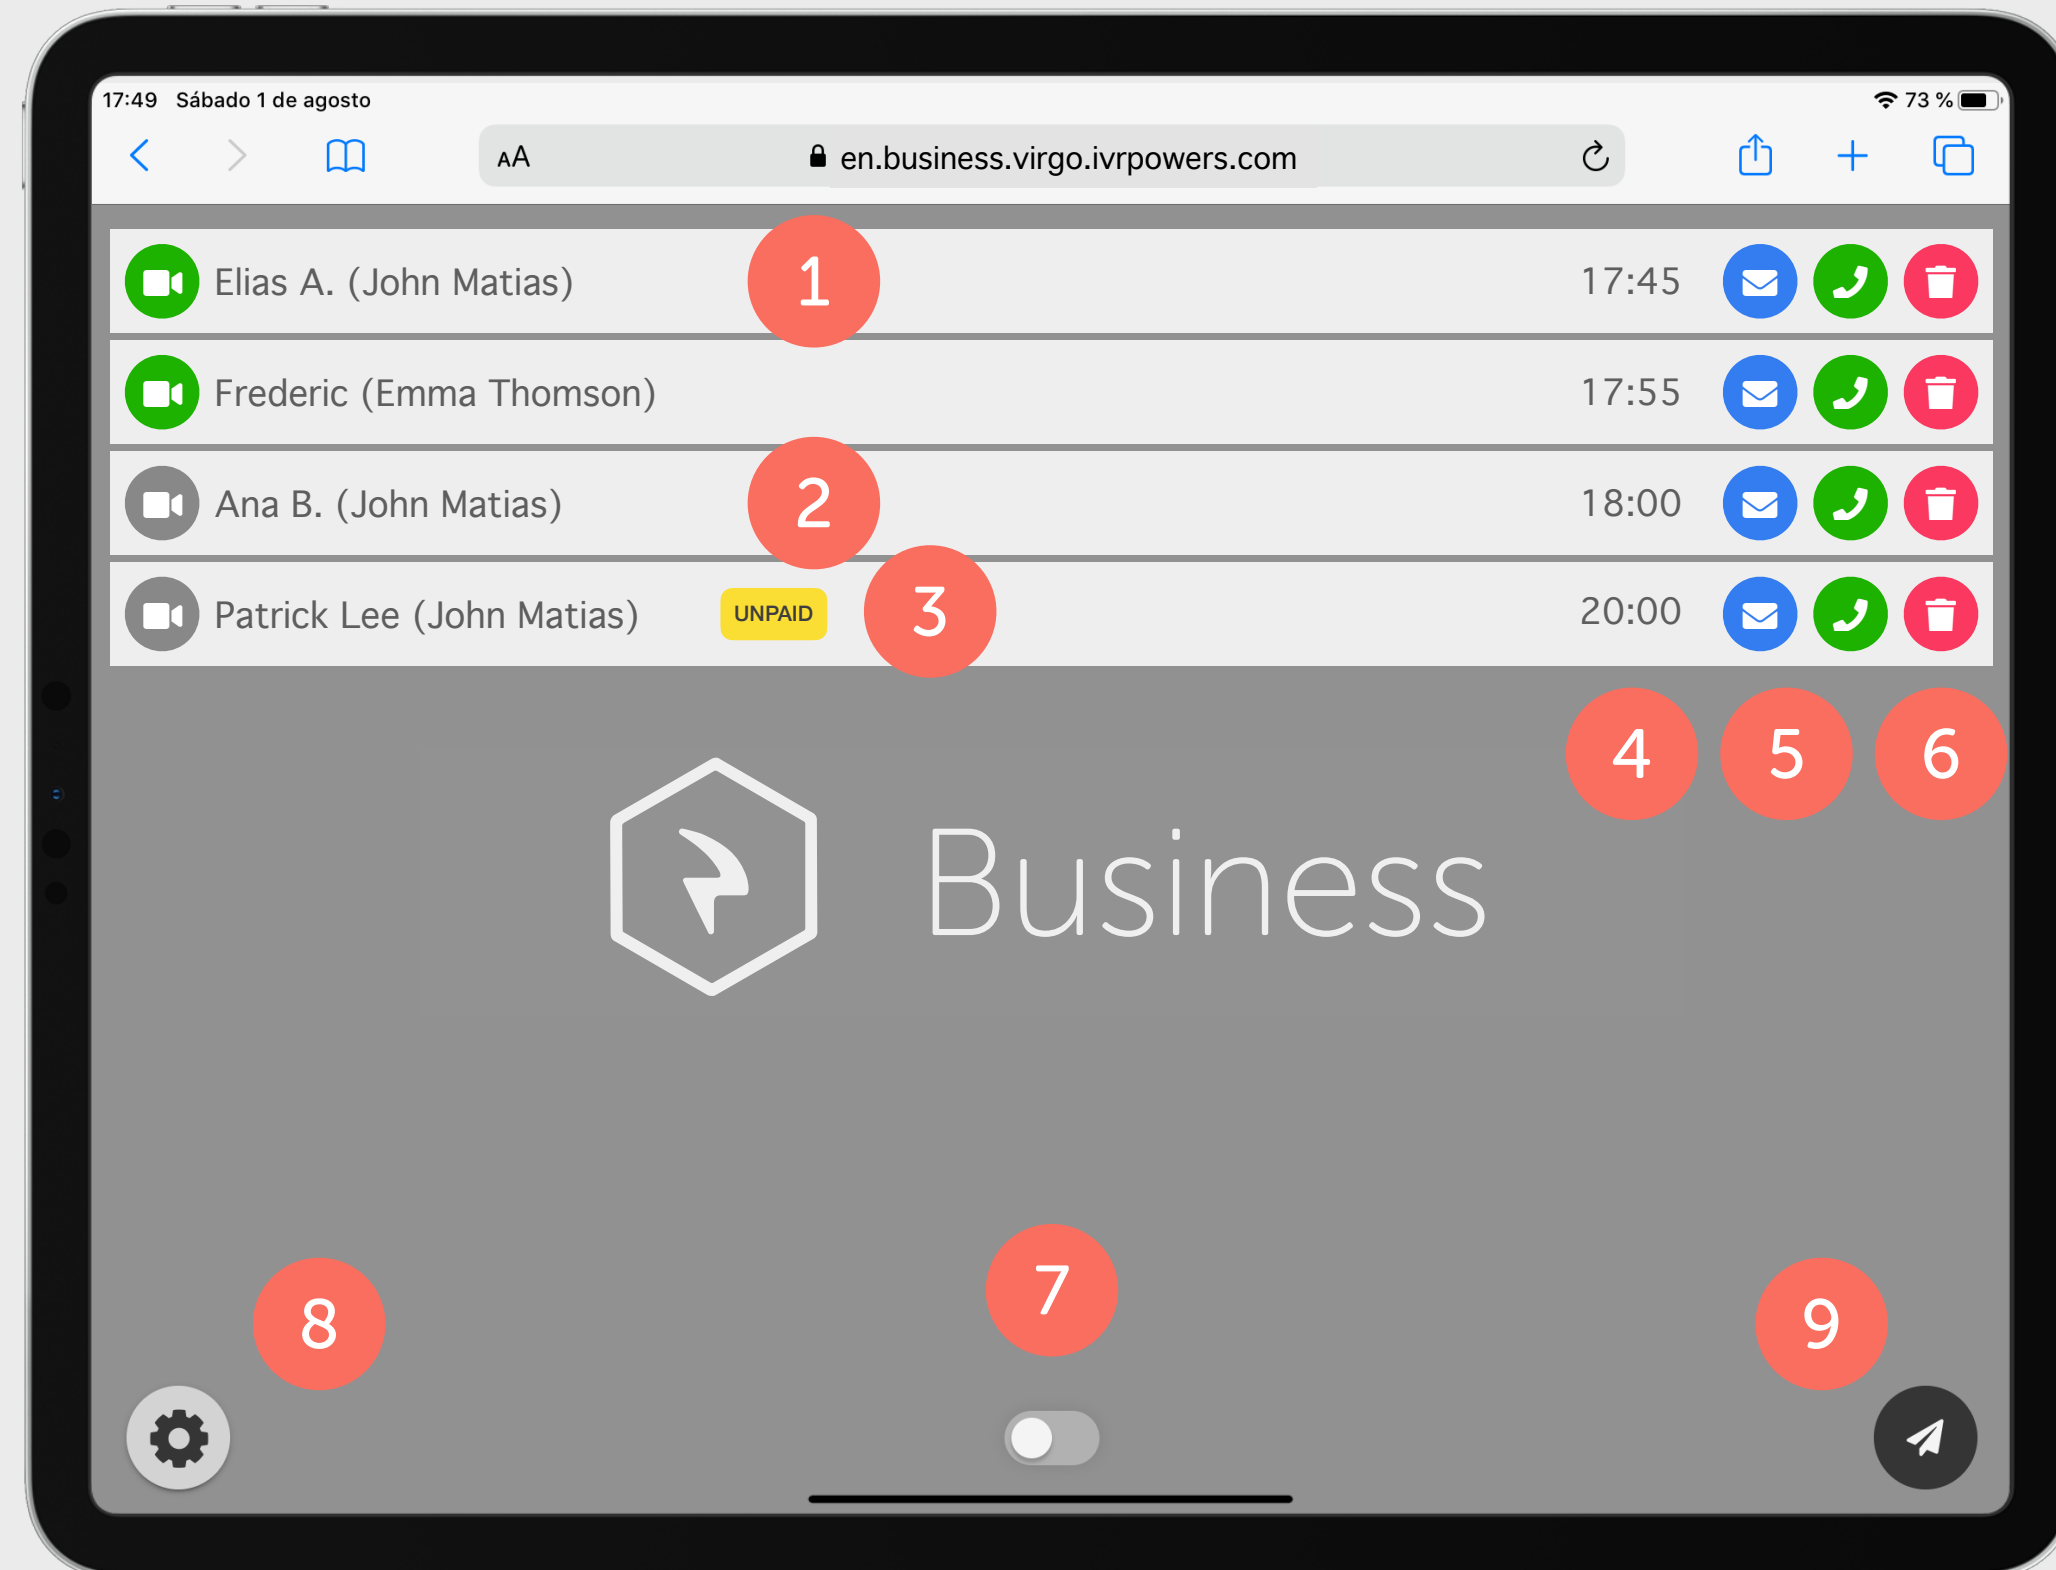 17:49 Sábado 1 de agosto 73 %
AA en.business.virgo.ivrpowers.com
Elias A. (John Matias) 1 17:45
Frederic (Emma Thomson) 17:55
Ana B. (John Matias) 2 18:00
Patrick Lee (John Matias) UNPAID 3 20:00
4 5 6
Business
7
8 9